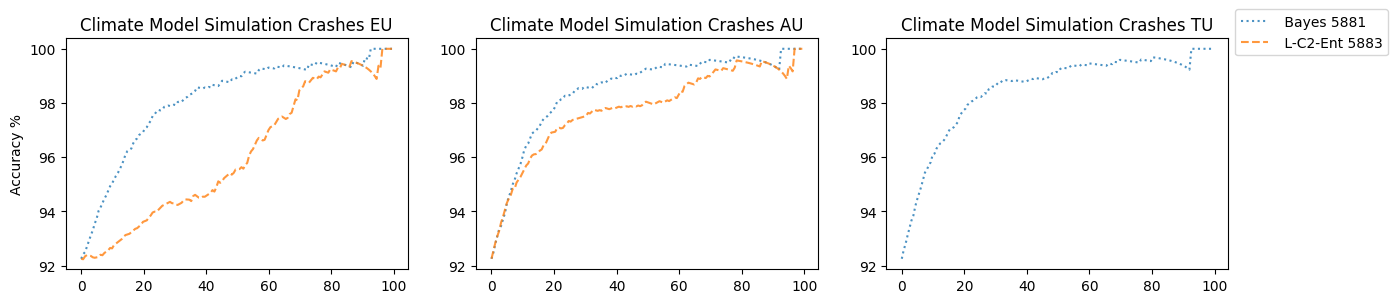 Climate Model Simulation Crashes EU
Climate Model Simulation Crashes AU
Climate Model Simulation Crashes TU
Bayes 5881
L-C2-Ent 5883
Accuracy %
100
98
96
94
92
0 20 40 60 80 100
100
98
96
94
92
0 20 40 60 80 100
100
98
96
94
92
0 20 40 60 80 100